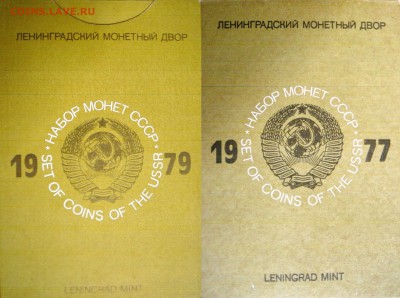 COINS.LAVE.RU
ЛЕНИНГРАДСКИЙ МОНЕТНЫЙ ДВОР
• НАБОР МОНЕТ СССР •
19 79
SET OF COINS OF THE USSR
LENINGRAD MINT
ЛЕНИНГРАДСКИЙ МОНЕТНЫЙ ДВОР
• НАБОР МОНЕТ СССР •
19 77
SET OF COINS OF THE USSR
LENINGRAD MINT